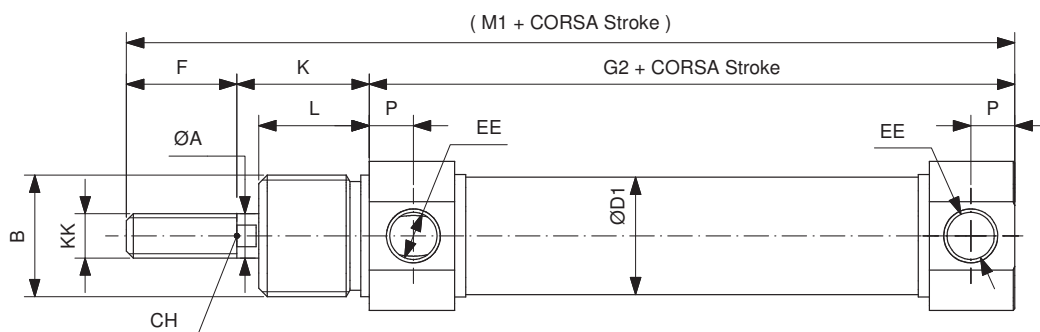 ( M1 + CORSA Stroke )
F
K
G2 + CORSA Stroke
L
P
EE
EE
P
ØA
B
KK
ØD1
CH